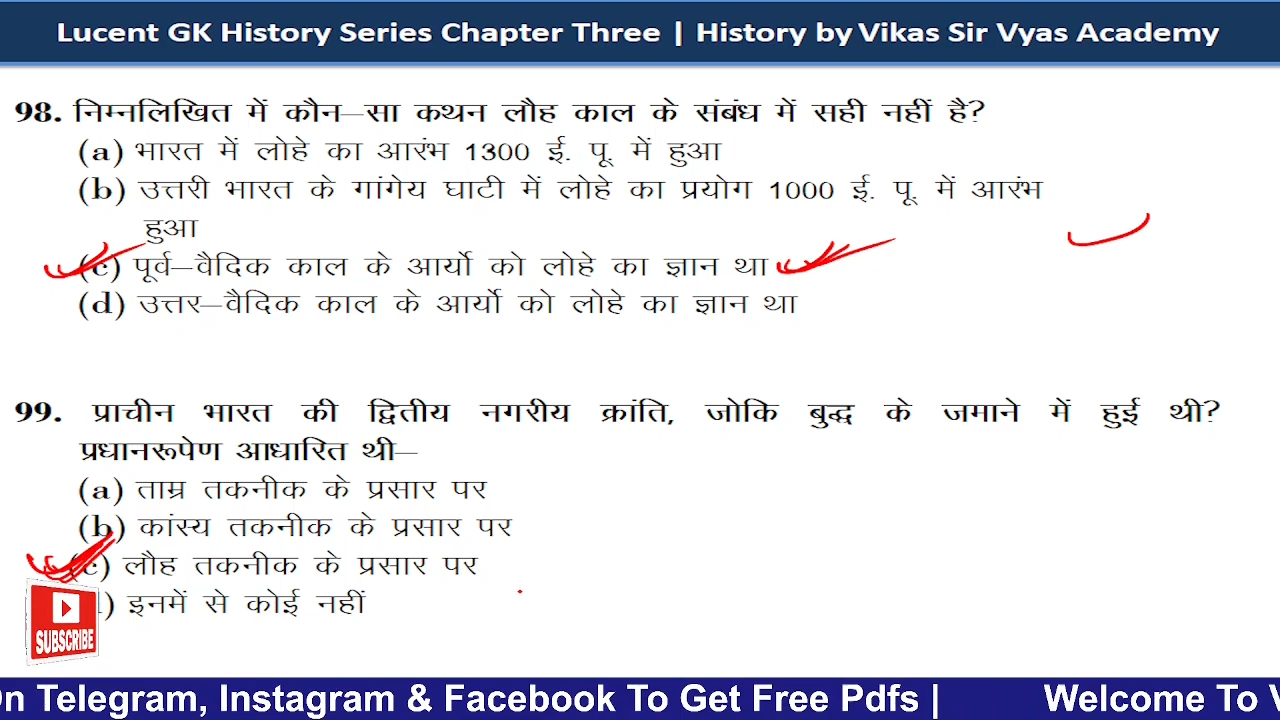 Lucent GK History Series Chapter Three | History by Vikas Sir Vyas Academy
98. निम्नलिखित में कौन–सा कथन लौह काल के संबंध में सही नहीं है?
(a) भारत में लोहे का आरंभ 1300 ई. पू. में हुआ
(b) उत्तरी भारत के गांगेय घाटी में लोहे का प्रयोग 1000 ई. पू. में आरंभ
हुआ
(c) पूर्व–वैदिक काल के आर्यो को लोहे का ज्ञान था
(d) उत्तर–वैदिक काल के आर्यो को लोहे का ज्ञान था
99. प्राचीन भारत की द्वितीय नगरीय क्रांति, जोकि बुद्ध के जमाने में हुई थी?
प्रधानरूपेण आधारित थी–
(a) ताम्र तकनीक के प्रसार पर
(b) कांस्य तकनीक के प्रसार पर
(c) लौह तकनीक के प्रसार पर
) इनमें से कोई नहीं
SUBSCRIBE
On Telegram, Instagram & Facebook To Get Free Pdfs | Welcome To